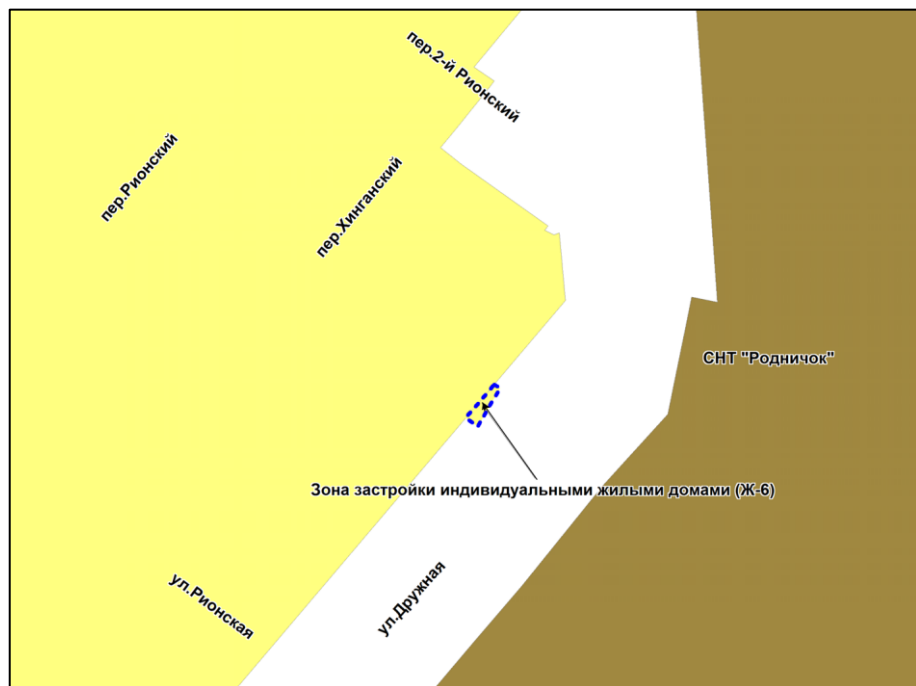 пер.2-й Рионский
пер.Рионский
пер.Хинганский
СНТ "Родничок"
Зона застройки индивидуальными жилыми домами (Ж-6)
ул.Рионская
ул.Дружная